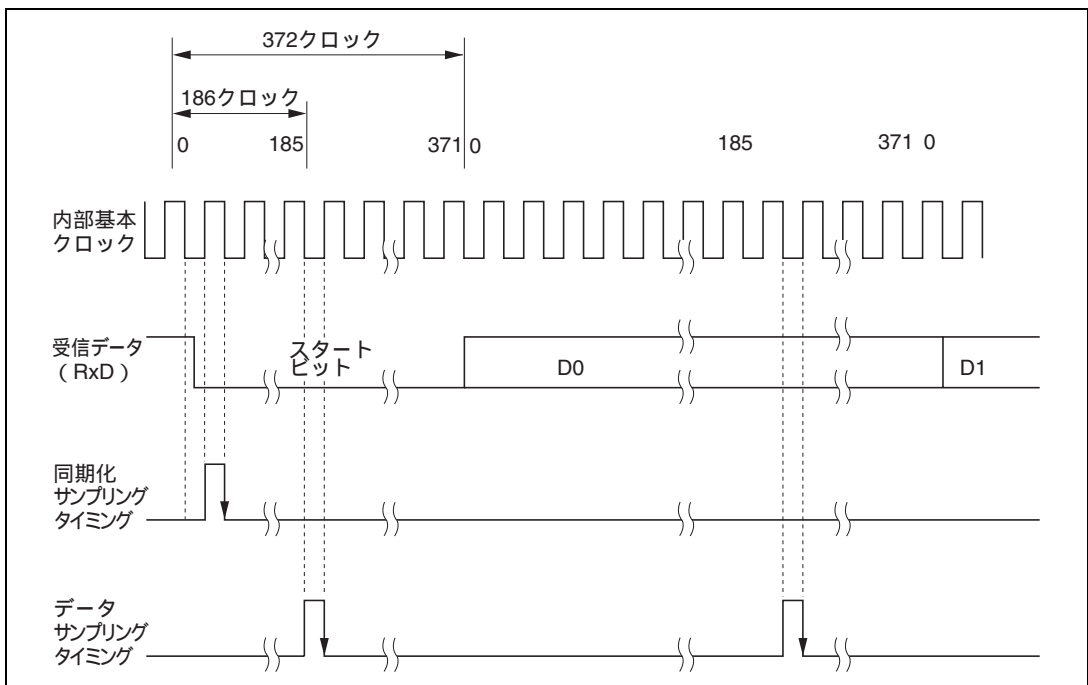 372クロック
186クロック
0 185 371 0 185 371 0
内部基本
クロック
受信データ
（RxD）
スタート
ビット
D0
D1
同期化
サンプリング
タイミング
データ
サンプリング
タイミング